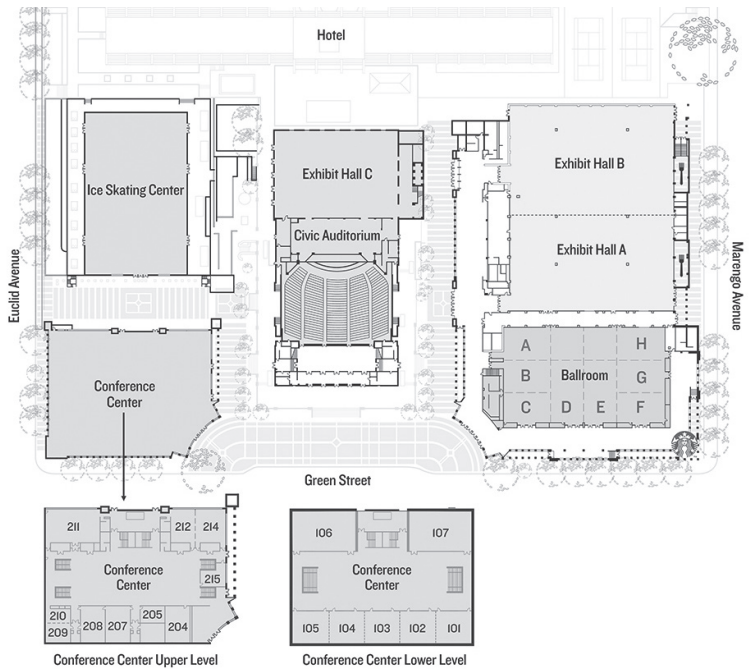 Hotel
Ice Skating Center
Exhibit Hall C
Civic Auditorium
Exhibit Hall B
Exhibit Hall A
Euclid Avenue
Marengo Avenue
A H
B Ballroom G
C D E F
Conference
Center
Green Street
211 212 214
Conference
Center
215
210
209 208 207 205 204
Conference Center Upper Level
106 107
Conference
Center
105 104 103 102 101
Conference Center Lower Level